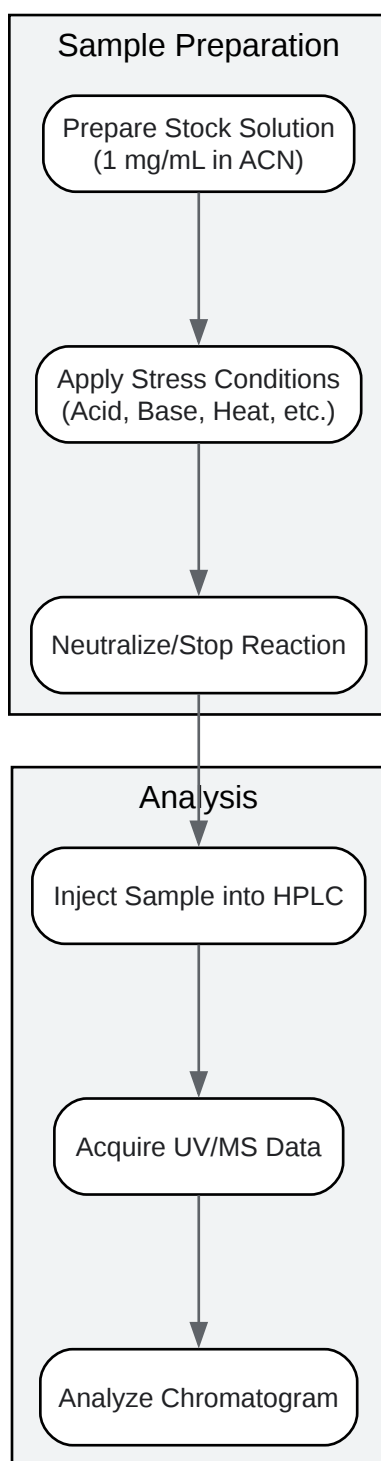 Sample Preparation
Prepare Stock Solution
(1 mg/mL in ACN)
Apply Stress Conditions
(Acid, Base, Heat, etc.)
Neutralize/Stop Reaction
Analysis
Inject Sample into HPLC
Acquire UV/MS Data
Analyze Chromatogram